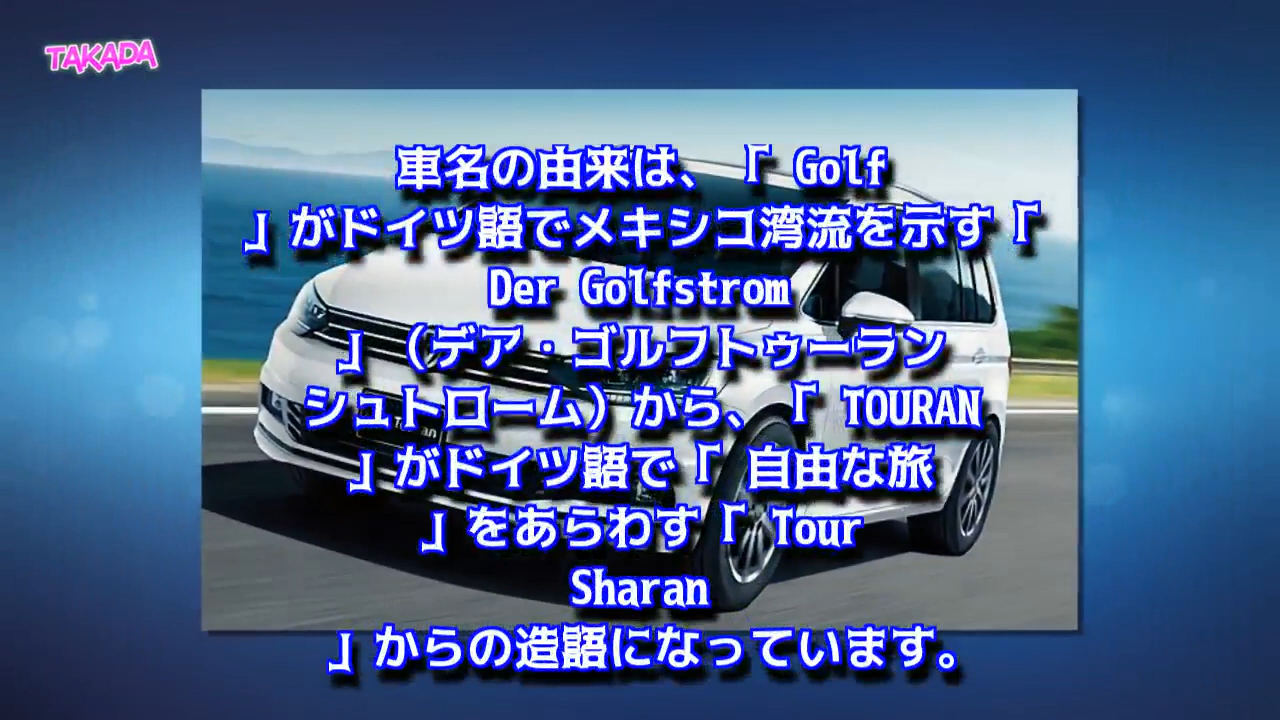 TAKADA
車名の由来は、『 Golf
』がドイツ語でメキシコ湾流を示す『
Der Golfstrom
』（デア・ゴルフトゥーラン
シュトローム）から、『 TOURAN
』がドイツ語で『 自由な旅
』をあらわす『 Tour
Sharan
』からの造語になっています。
Touran